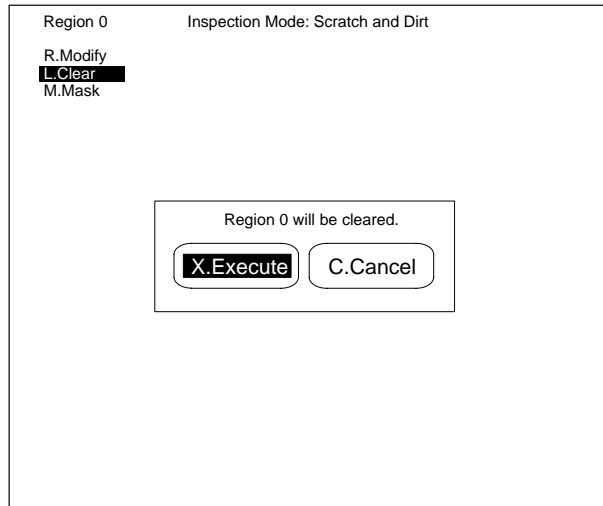 Region 0 Inspection Mode: Scratch and Dirt
R.Modify
L.Clear
M.Mask
Region 0 will be cleared.
X.Execute C.Cancel